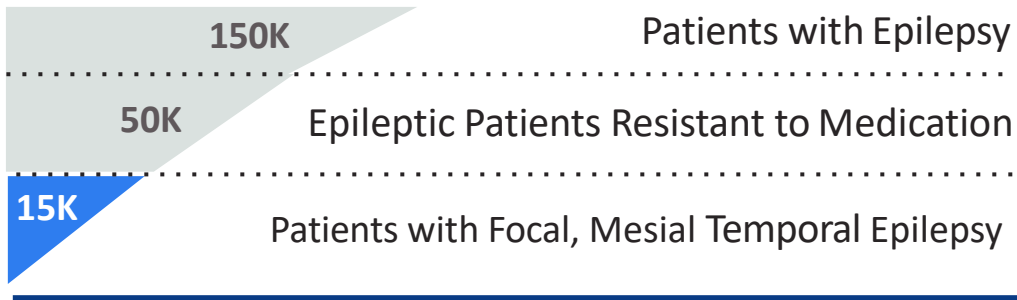 150K Patients with Epilepsy
50K Epileptic Patients Resistant to Medication
15K
Patients with Focal, Mesial Temporal Epilepsy